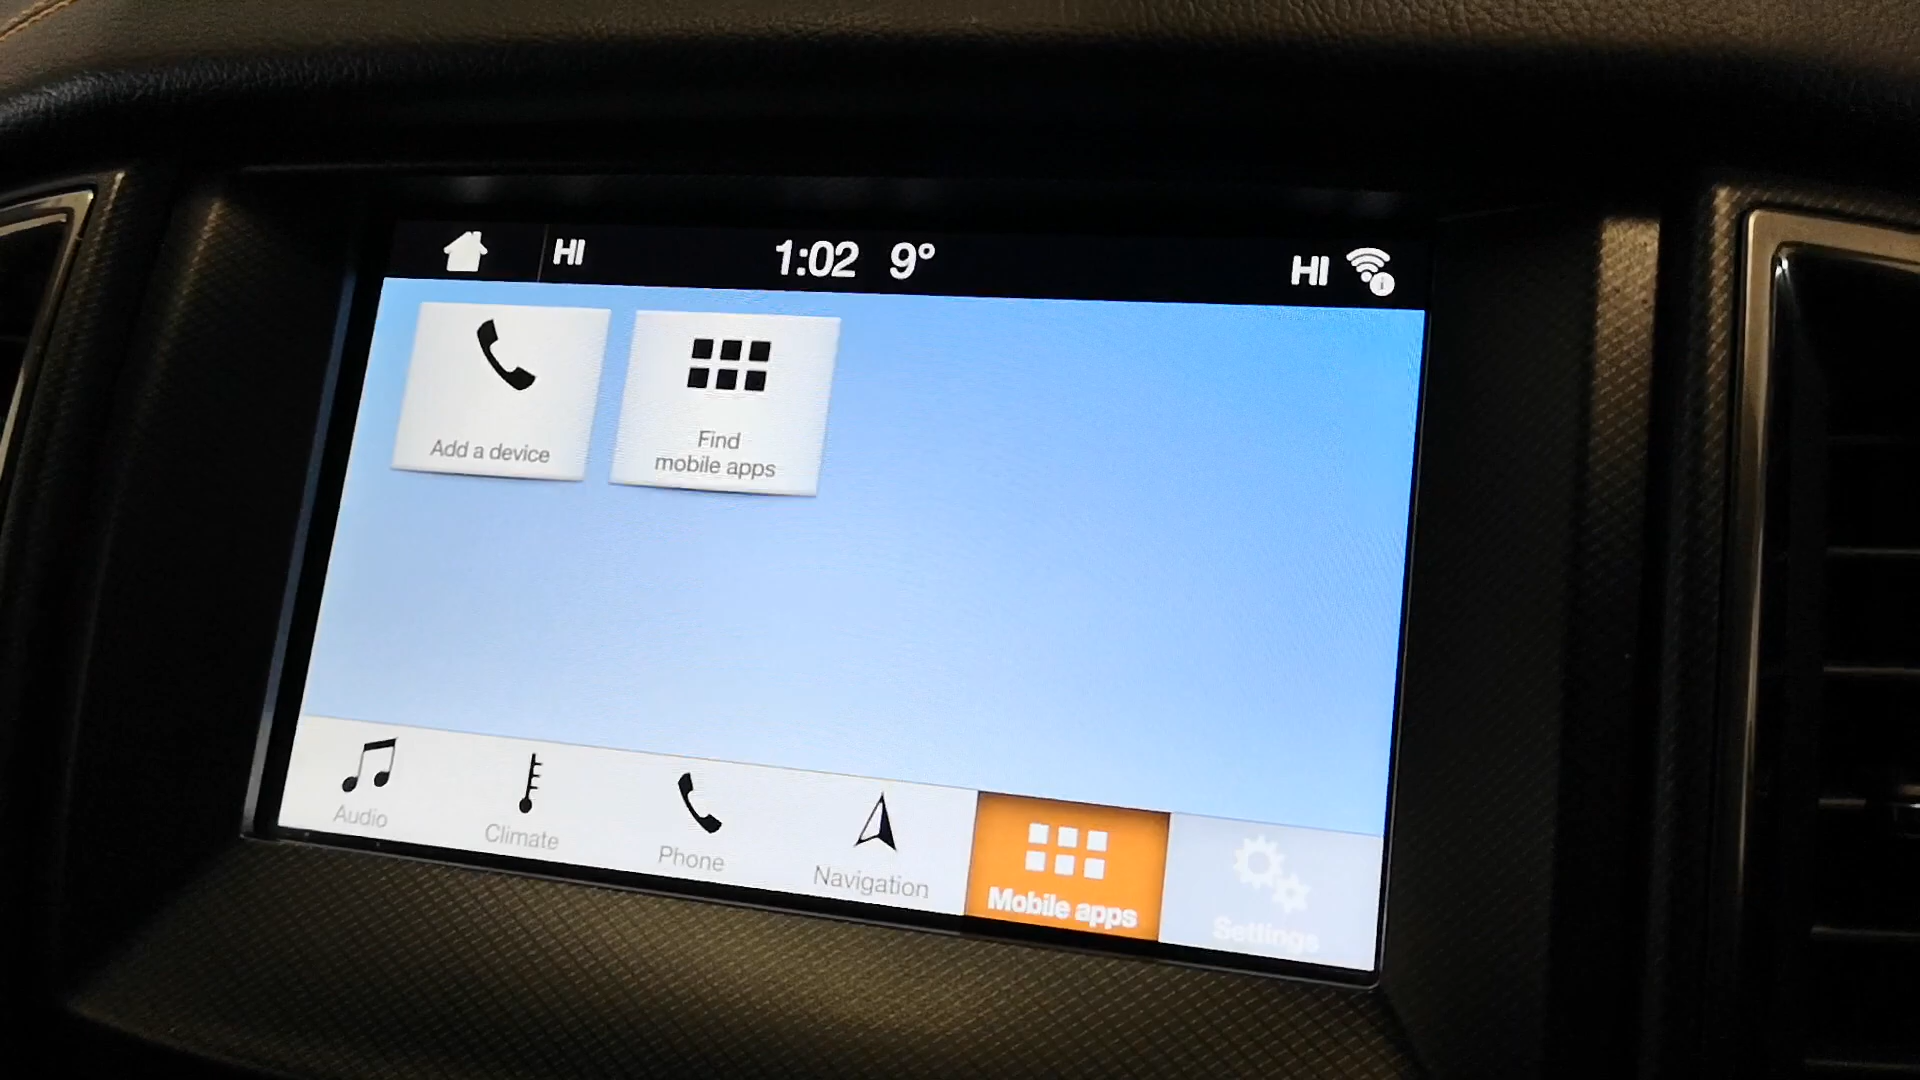 HI 1:02 9° HI
Add a device
Find
mobile apps
Audio
Climate
Phone
Navigation
Mobile apps
Settings